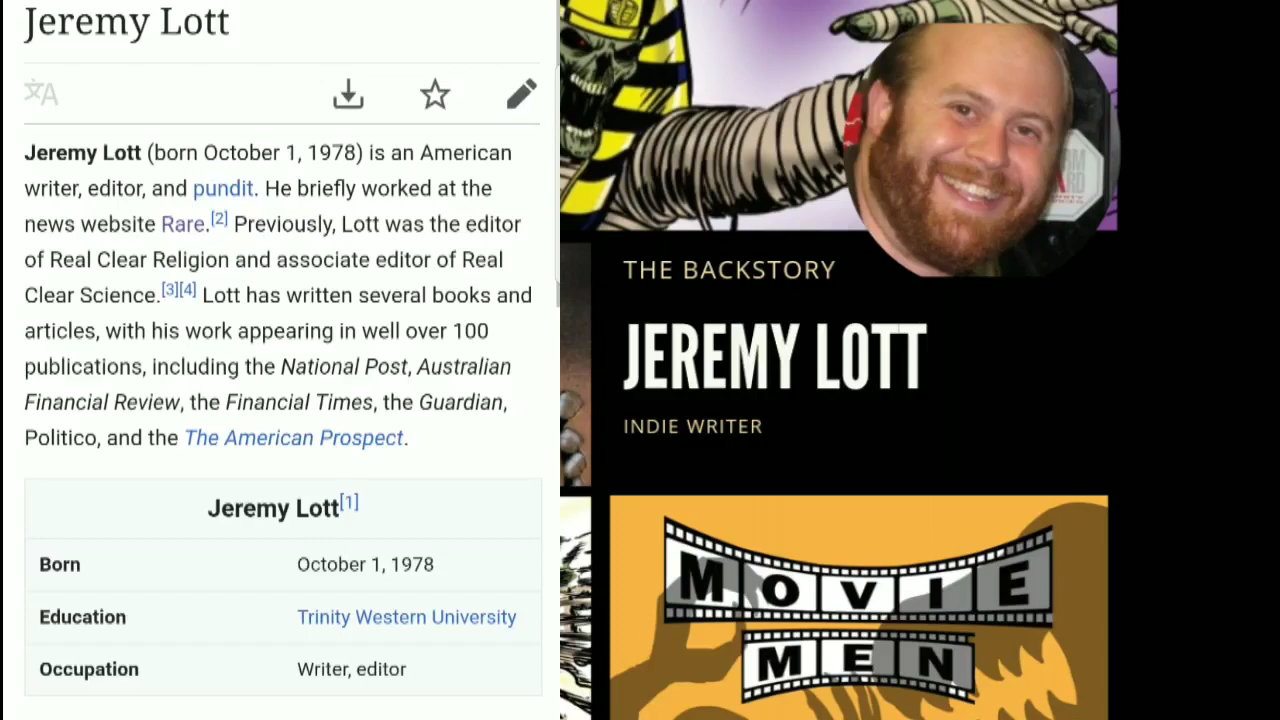 Jeremy Lott
Jeremy Lott (born October 1, 1978) is an American
writer, editor, and pundit. He briefly worked at the
news website Rare.[2] Previously, Lott was the editor
of Real Clear Religion and associate editor of Real
Clear Science.[3][4] Lott has written several books and
articles, with his work appearing in well over 100
publications, including the National Post, Australian
Financial Review, the Financial Times, the Guardian,
Politico, and the The American Prospect.
Jeremy Lott[1]
Born October 1, 1978
Education Trinity Western University
Occupation Writer, editor
THE BACKSTORY
JEREMY LOTT
INDIE WRITER
MOVIE
MEN